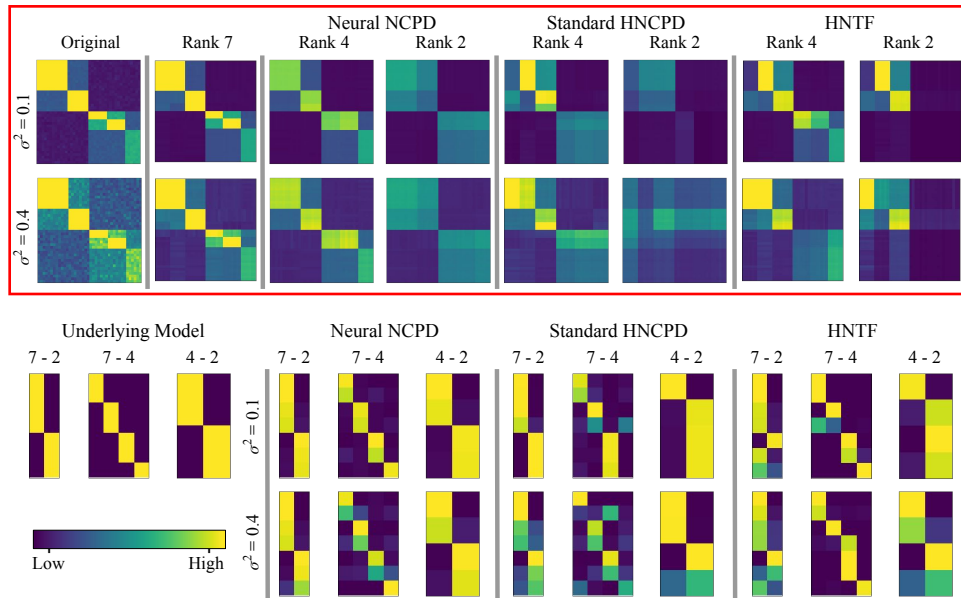 Neural NCPD Standard HNCPD HNTF
Original Rank 7 Rank 4 Rank 2 Rank 4 Rank 2 Rank 4 Rank 2
σ² = 0.1
σ² = 0.4
Underlying Model Neural NCPD Standard HNCPD HNTF
7 - 2 7 - 4 4 - 2 7 - 2 7 - 4 4 - 2 7 - 2 7 - 4 4 - 2 7 - 2 7 - 4 4 - 2
σ² = 0.1
σ² = 0.4
Low High